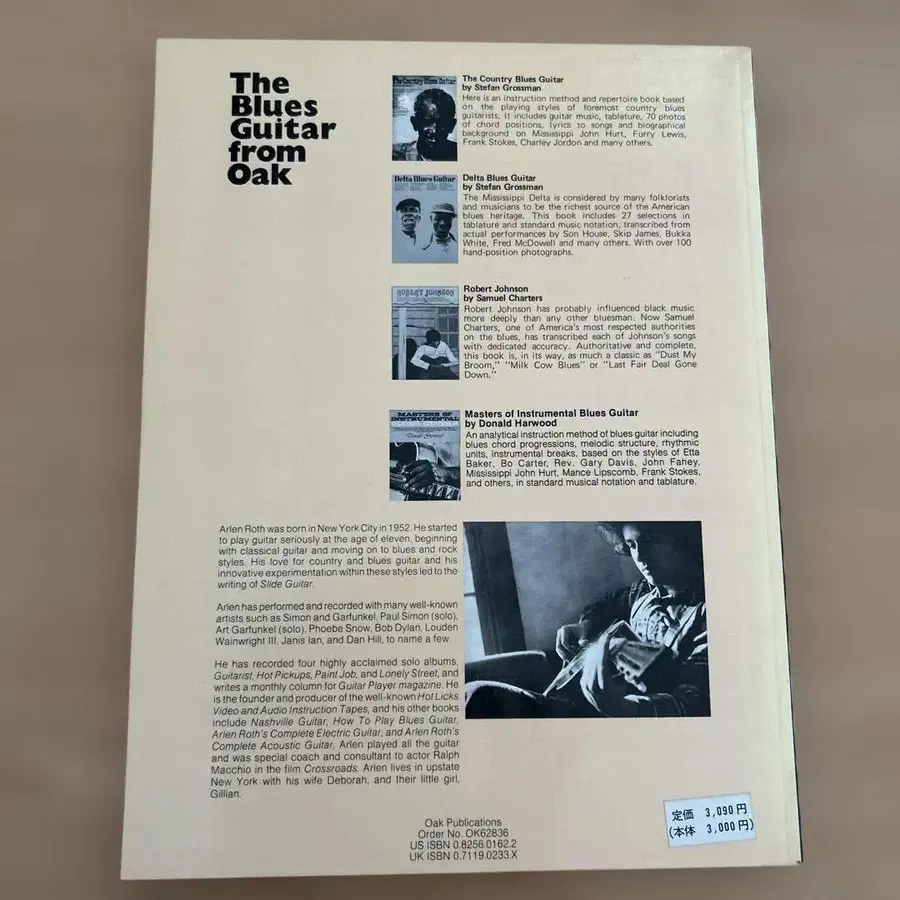 The
Blues
Guitar
from
Oak
The Country Blues Guitar
by Stefan Grossman
Here is an instruction method and repertoire book based
on the playing styles of foremost country blues
guitarists. It includes guitar music, tablature, 70 photos
of chord positions, lyrics to songs and biographical
background on Mississippi John Hurt, Furry Lewis,
Frank Stokes, Charley Jordon and many others.
Delta Blues Guitar
Delta Blues Guitar
by Stefan Grossman
The Mississippi Delta is considered by many folklorists
and musicians to be the richest source of the American
blues heritage. This book includes 27 selections in
tablature and standard music notation, transcribed from
actual performances by Son House, Skip James, Bukka
White, Fred McDowell and many others. With over 100
hand-position photographs.
ROBERT JOHNSON
Robert Johnson
by Samuel Charters
Robert Johnson has probably influenced black music
more deeply than any other bluesman. Now Samuel
Charters, one of America's most respected authorities
on the blues, has transcribed each of Johnson's songs
with dedicated accuracy. Authoritative and complete,
this book is, in its way, as much a classic as "Dust My
Broom," "Milk Cow Blues" or "Last Fair Deal Gone
Down."
MASTERS OF
INSTRUMENTAL
Masters of Instrumental Blues Guitar
by Donald Harwood
An analytical instruction method of blues guitar including
blues chord progressions, melodic structure, rhythmic
units, instrumental breaks, based on the styles of Etta
Baker, Bo Carter, Rev. Gary Davis, John Fahey,
Mississippi John Hurt, Mance Lipscomb, Frank Stokes,
and others, in standard musical notation and tablature.
Arlen Roth was born in New York City in 1952. He started
to play guitar seriously at the age of eleven, beginning
with classical guitar and moving on to blues and rock
styles. His love for country and blues guitar and his
innovative experimentation within these styles led to the
writing of Slide Guitar.
Arlen has performed and recorded with many well-known
artists such as Simon and Garfunkel, Paul Simon (solo),
Art Garfunkel (solo), Phoebe Snow, Bob Dylan, Louden
Wainwright III, Janis Ian, and Dan Hill, to name a few.
He has recorded four highly acclaimed solo albums,
Guitarist, Hot Pickups, Paint Job, and Lonely Street, and
writes a monthly column for Guitar Player magazine. He
is the founder and producer of the well-known Hot Licks
Video and Audio Instruction Tapes, and his other books
include Nashville Guitar, How To Play Blues Guitar,
Arlen Roth's Complete Electric Guitar, and Arlen Roth's
Complete Acoustic Guitar, Arlen played all the guitar
and was special coach and consultant to actor Ralph
Macchio in the film Crossroads. Arlen lives in upstate
New York with his wife Deborah, and their little girl,
Gillian.
Oak Publications
Order No. OK62836
US ISBN 0.8256.0162.2
UK ISBN 0.7119.0233.X
定価 3,090円
(本体 3,000円)